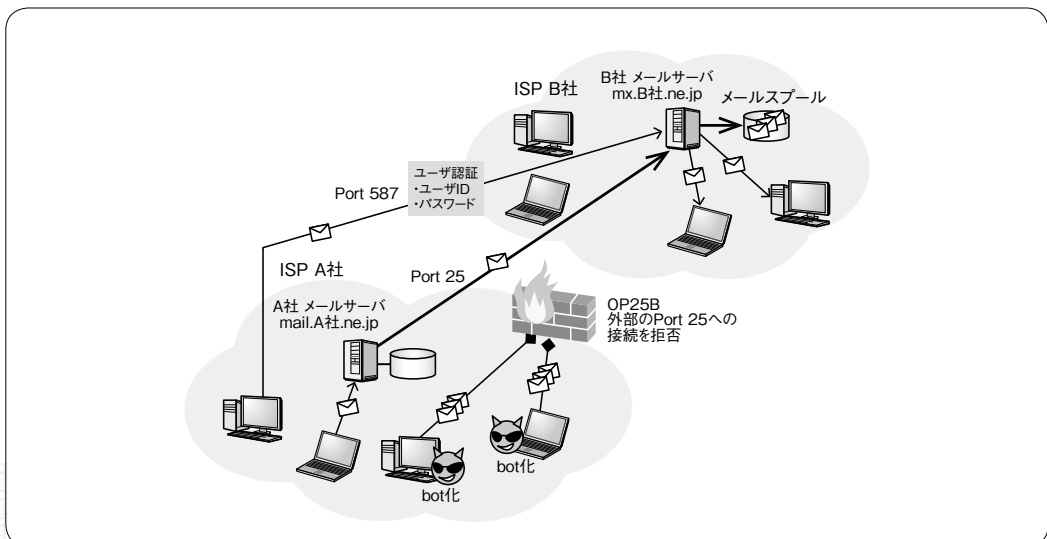 ISP B社
B社 メールサーバ
mx.B社.ne.jp
メールスプール
ユーザ認証
・ユーザID
・パスワード
Port 587
ISP A社
Port 25
A社 メールサーバ
mail.A社.ne.jp
OP25B
外部のPort 25への
接続を拒否
bot化
bot化